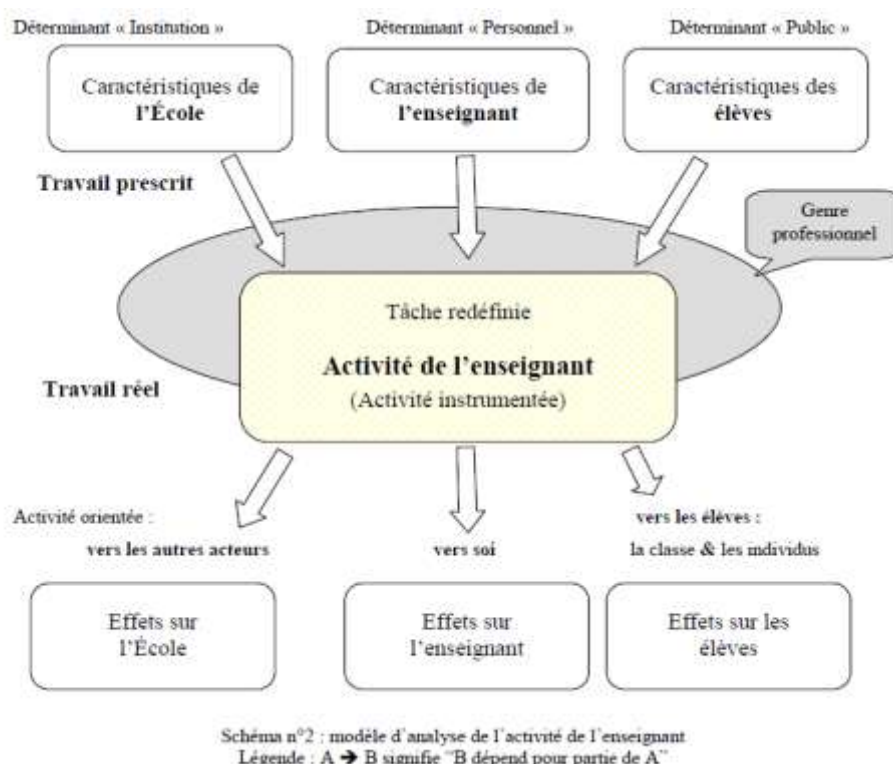 Déterminant « Institution »
Déterminant « Personnel »
Déterminant « Public »
Caractéristiques de
l'École
Caractéristiques de
l'enseignant
Caractéristiques des
élèves
Travail prescrit
Genre
professionnel
Tâche redéfinie
Activité de l'enseignant
(Activité instrumentée)
Travail réel
Activité orientée :
vers les autres acteurs
vers soi
vers les élèves :
la classe & les individus
Effets sur
l'École
Effets sur
l'enseignant
Effets sur les
élèves
Schéma n°2 : modèle d'analyse de l'activité de l'enseignant
Légende : A ➔ B signifie "B dépend pour partie de A"